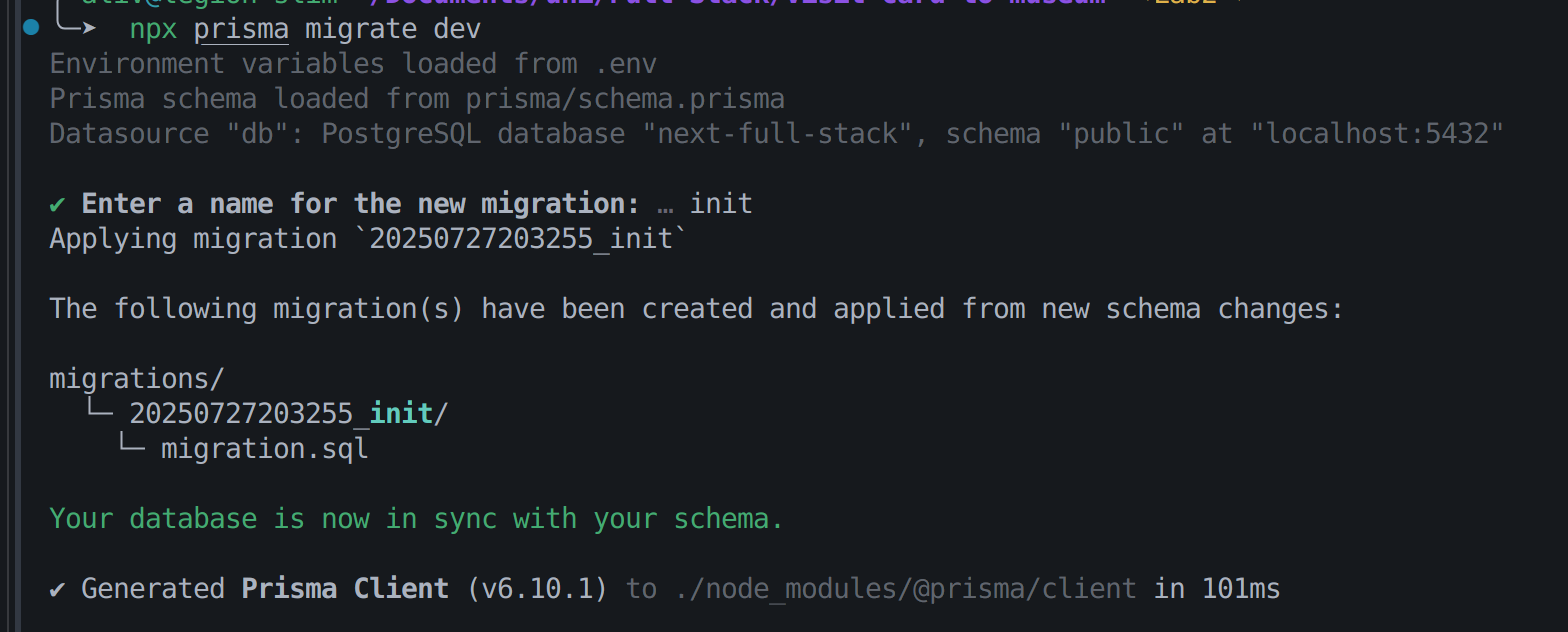 npx prisma migrate dev
Environment variables loaded from .env
Prisma schema loaded from prisma/schema.prisma
Datasource "db": PostgreSQL database "next-full-stack", schema "public" at "localhost:5432"
✔ Enter a name for the new migration: … init
Applying migration `20250727203255_init`
The following migration(s) have been created and applied from new schema changes:
migrations/
└─ 20250727203255_init/
└─ migration.sql
Your database is now in sync with your schema.
✔ Generated Prisma Client (v6.10.1) to ./node_modules/@prisma/client in 101ms